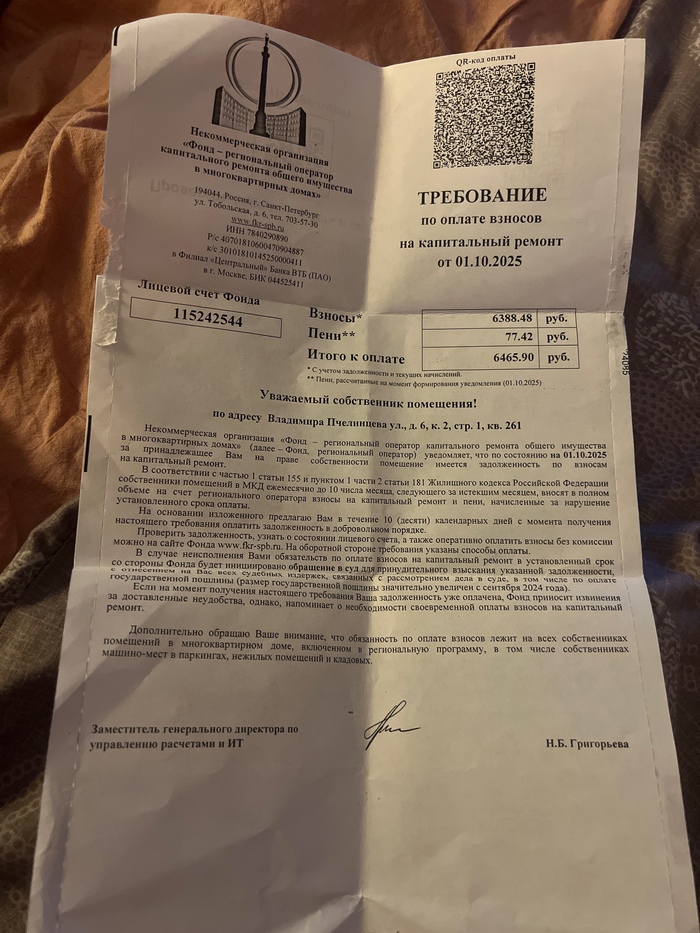 Некоммерческая организация
«Фонд – региональный оператор
капитального ремонта общего имущества
в многоквартирных домах»
194044, Россия, г. Санкт-Петербург
ул. Тобольская, д. 6, тел. 703-57-30
www.fkr-spb.ru
ИНН 7840290890
Р/с 40701810600470904887
к/с 30101810145250000411
в Филиал «Центральный» Банка ВТБ (ПАО)
в г. Москве, БИК 044525411
QR-код оплаты
ТРЕБОВАНИЕ
по оплате взносов
на капитальный ремонт
от 01.10.2025
Лицевой счет Фонда
115242544
Взносы* 6388.48 руб.
Пени** 77.42 руб.
Итого к оплате 6465.90 руб.
* С учетом задолженности и текущих начислений.
** Пени, рассчитанные на момент формирования уведомления (01.10.2025)
Уважаемый собственник помещения!
по адресу Владимира Пчелинцева ул., д. 6, к. 2, стр. 1, кв. 261
Некоммерческая организация «Фонд – региональный оператор капитального ремонта общего имущества
в многоквартирных домах» (далее – Фонд, региональный оператор) уведомляет, что по состоянию на 01.10.2025
за принадлежащее Вам на праве собственности помещение имеется задолженность по взносам
на капитальный ремонт.
В соответствии с частью 1 статьи 155 и пунктом 1 части 2 статьи 181 Жилищного кодекса Российской Федерации
собственники помещений в МКД ежемесячно до 10 числа месяца, следующего за истекшим месяцем, вносят в полном
объеме на счет регионального оператора взносы на капитальный ремонт и пени, начисленные за нарушение
установленного срока оплаты.
На основании изложенного предлагаю Вам в течение 10 (десяти) календарных дней с момента получения
настоящего требования оплатить задолженность в добровольном порядке.
Проверить задолженность, узнать о состоянии лицевого счета, а также оперативно оплатить взносы без комиссии
можно на сайте Фонда www.fkr-spb.ru. На оборотной стороне требования указаны способы оплаты.
В случае неисполнения Вами обязательств по оплате взносов на капитальный ремонт в установленный срок
со стороны Фонда будет инициировано обращение в суд для принудительного взыскания указанной задолженности,
с отнесением на Вас всех судебных издержек, связанных с рассмотрением дела в суде, в том числе по оплате
государственной пошлины (размер государственной пошлины значительно увеличен с сентября 2024 года).
Если на момент получения настоящего требования Ваша задолженность уже оплачена, Фонд приносит извинения
за доставленные неудобства, однако, напоминает о необходимости своевременной оплаты взносов на капитальный
ремонт.
Дополнительно обращаю Ваше внимание, что обязанность по оплате взносов лежит на всех собственниках
помещений в многоквартирном доме, включенном в региональную программу, в том числе собственниках
машино-мест в паркингах, нежилых помещений и кладовых.
Заместитель генерального директора по
управлению расчетами и ИТ
Н.Б. Григорьева